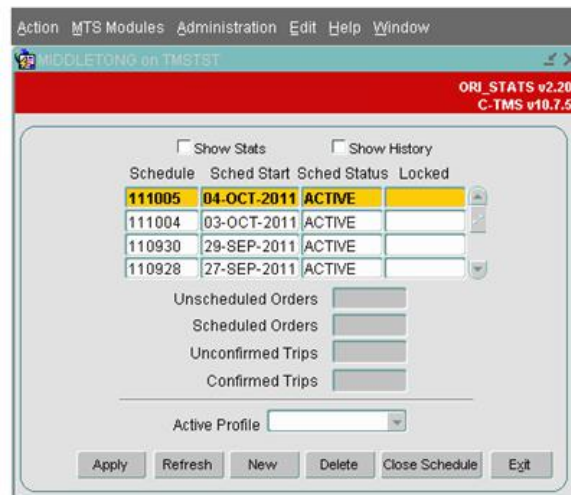 Action MTS Modules Administration Edit Help Window
MIDDLETONG on TMSTST
ORI_STATS v2.20
C-TMS v10.7.5
Show Stats Show History
Schedule Sched Start Sched Status Locked
111005 04-OCT-2011 ACTIVE
111004 03-OCT-2011 ACTIVE
110930 29-SEP-2011 ACTIVE
110928 27-SEP-2011 ACTIVE
Unscheduled Orders
Scheduled Orders
Unconfirmed Trips
Confirmed Trips
Active Profile
Apply Refresh New Delete Close Schedule Exit